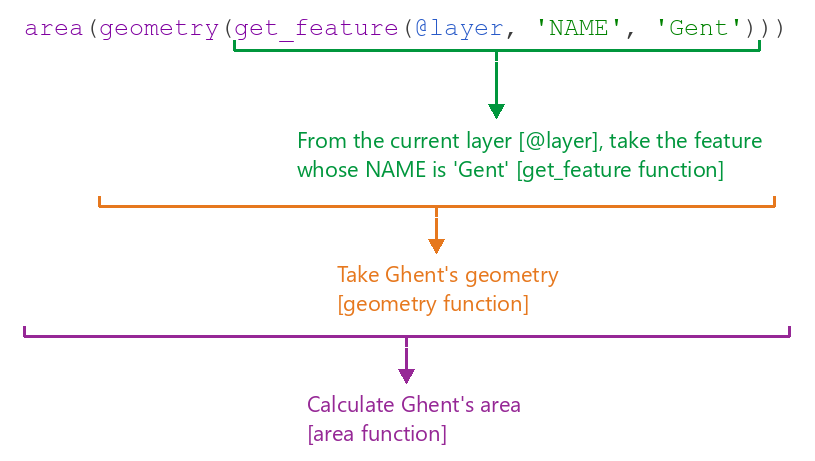 area(geometry(get_feature(@layer, 'NAME', 'Gent')))
From the current layer [@layer], take the feature
whose NAME is 'Gent' [get_feature function]
Take Ghent's geometry
[geometry function]
Calculate Ghent's area
[area function]